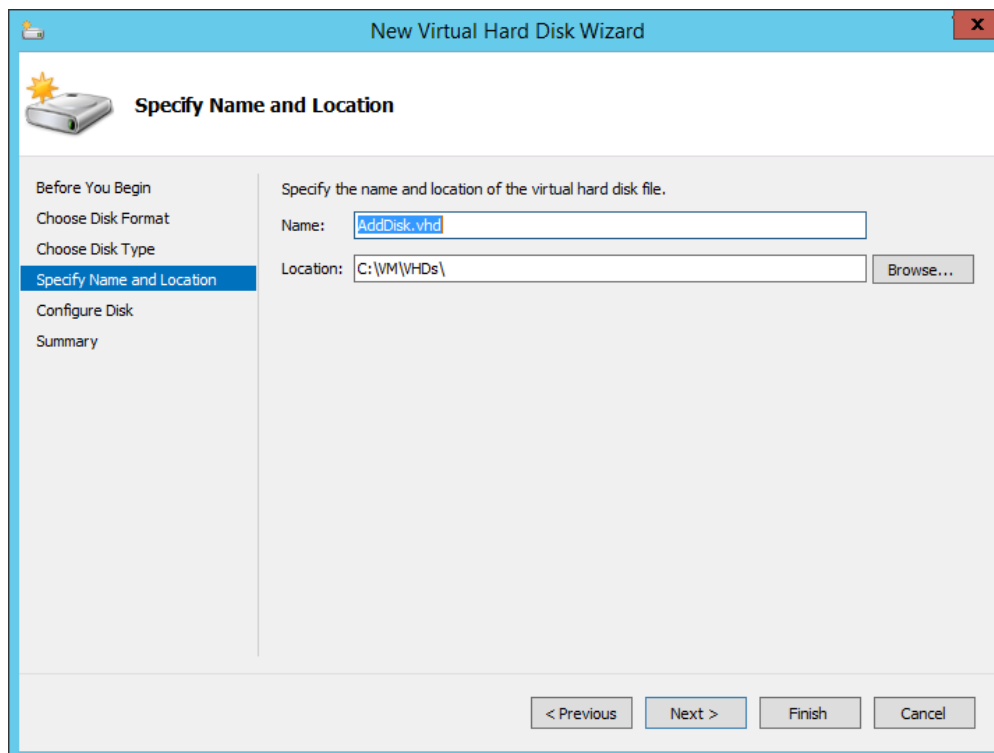 New Virtual Hard Disk Wizard
x
Specify Name and Location
Before You Begin
Choose Disk Format
Choose Disk Type
Specify Name and Location
Configure Disk
Summary
Specify the name and location of the virtual hard disk file.
Name: AddDisk.vhd
Location: C:\VM\VHDs\ Browse...
< Previous Next > Finish Cancel